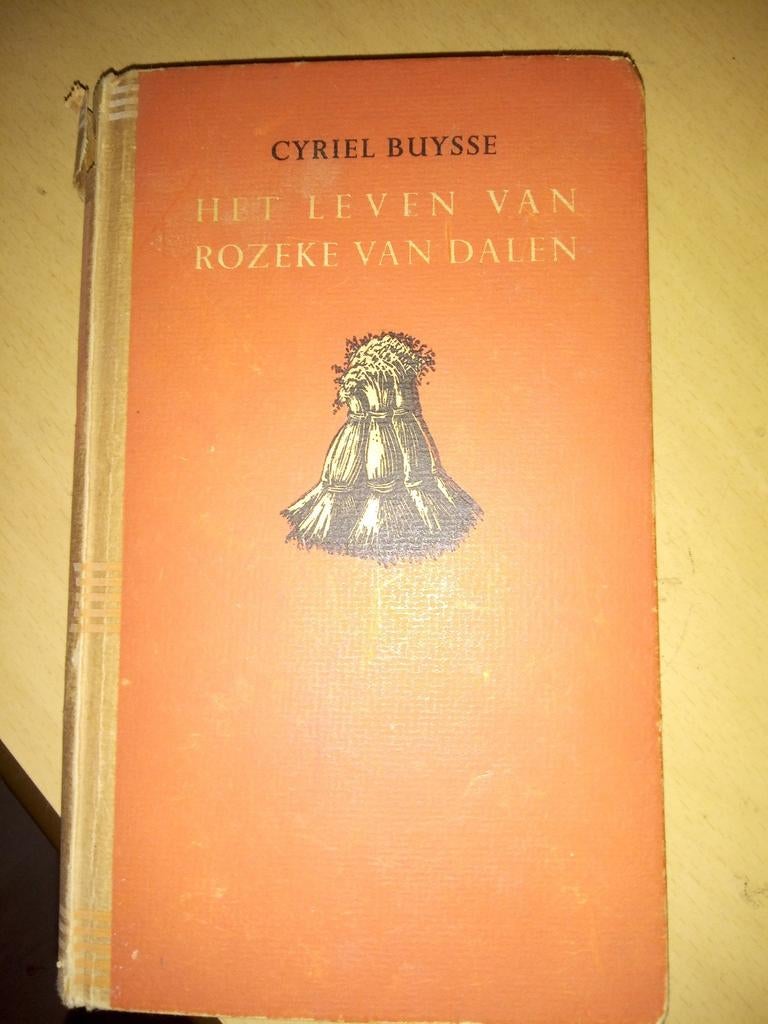 CYRIEL BUYSSE
HET LEVEN VAN
ROZEKE VAN DALEN